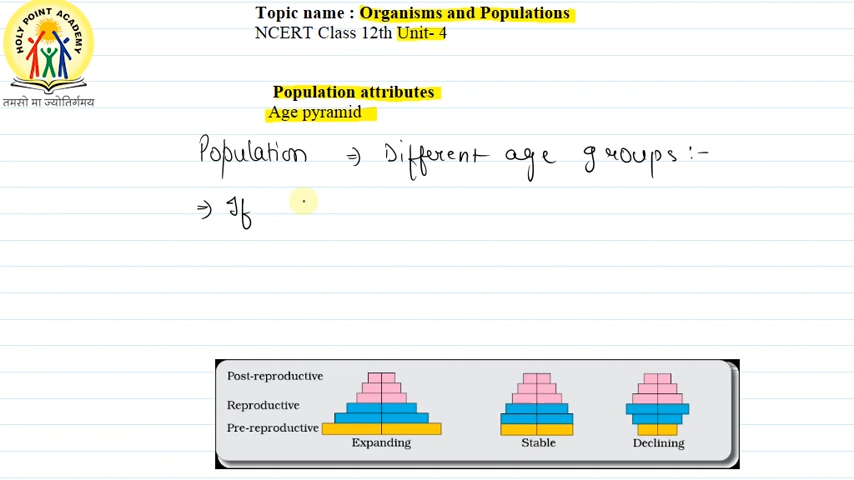 Topic name : Organisms and Populations
NCERT Class 12th Unit- 4
HOLY POINT ACADEMY
तमसो मा ज्योतिर्गमय
Population attributes
Age pyramid
Population ⇒ Different age groups :-
⇒ If
Post-reproductive
Reproductive
Pre-reproductive
Expanding Stable Declining